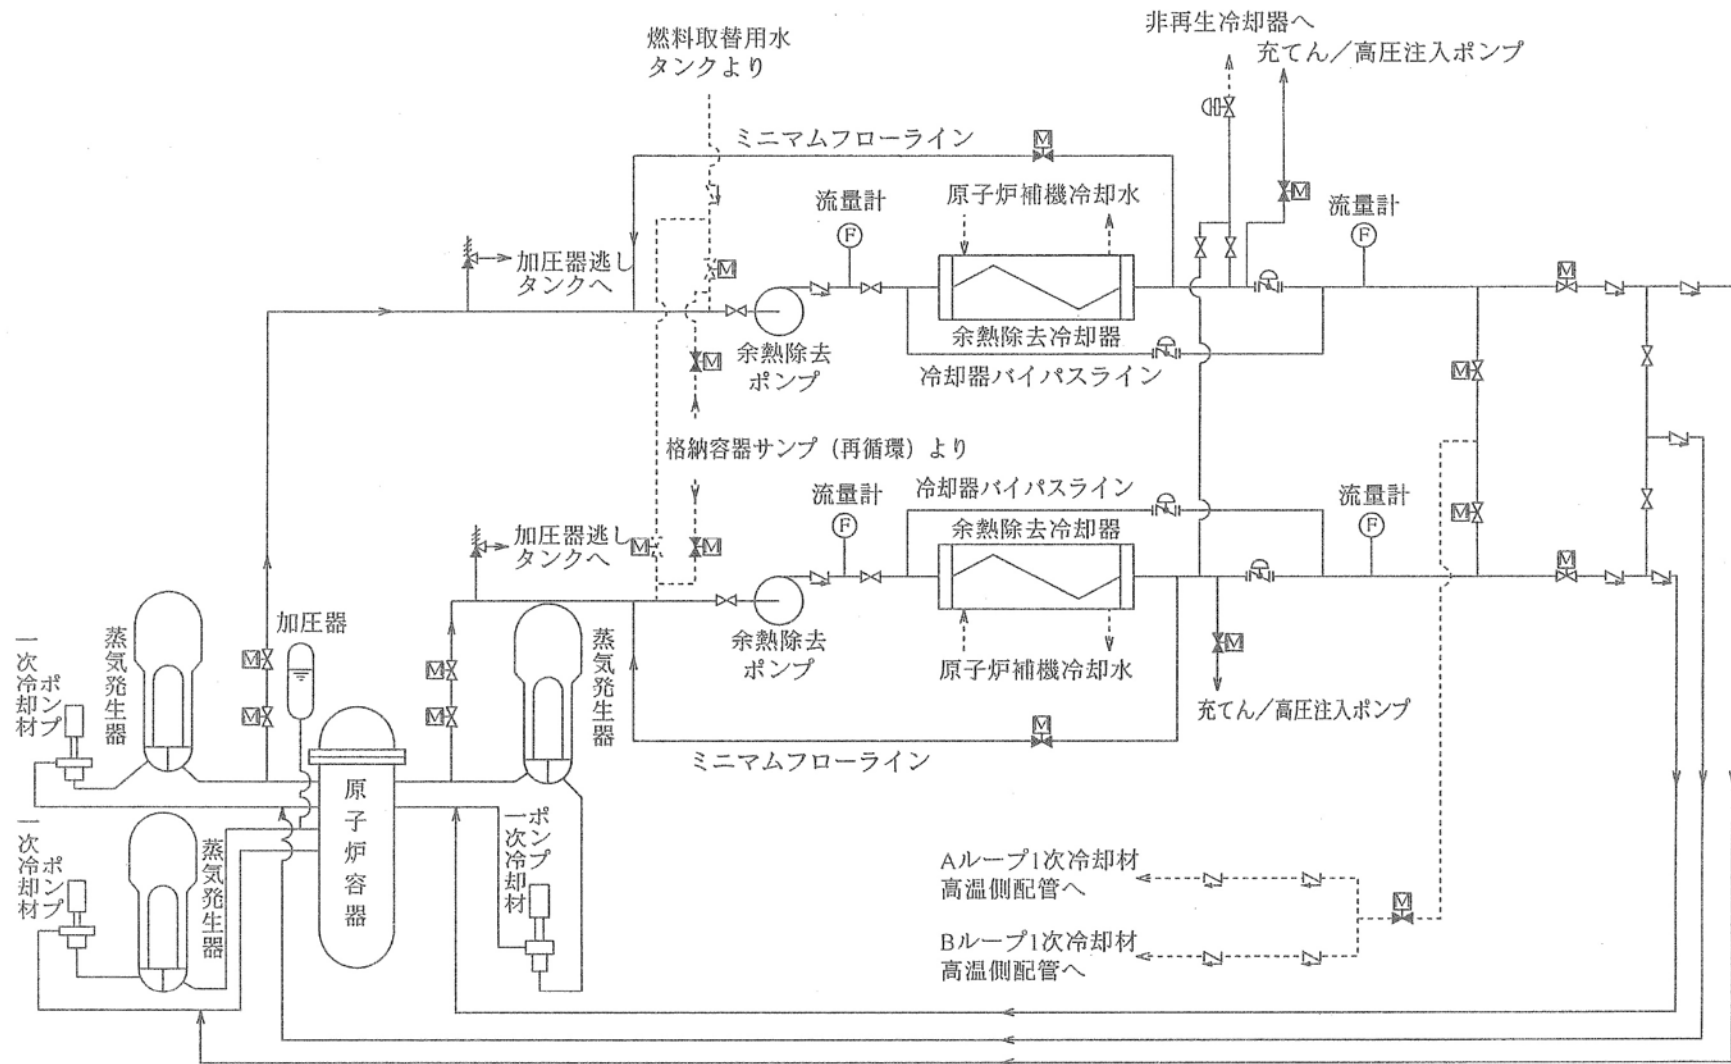 非再生冷却器へ
充てん／高圧注入ポンプ
燃料取替用水
タンクより
ミニマムフローライン
M
流量計
F
原子炉補機冷却水
M
流量計
F
加圧器逃し
タンクへ
M
M
余熱除去
ポンプ
余熱除去冷却器
冷却器バイパスライン
M
M
格納容器サンプ（再循環）より
流量計
F
冷却器バイパスライン
余熱除去冷却器
流量計
F
M
M
加圧器逃し
タンクへ
M
M
余熱除去
ポンプ
原子炉補機冷却水
M
充てん／高圧注入ポンプ
M
ミニマムフローライン
加圧器
M
M
M
M
一次冷却材
ポンプ
蒸気発生器
蒸気発生器
原子炉容器
一次冷却材
ポンプ
蒸気発生器
一次冷却材
ポンプ
Aループ1次冷却材
高温側配管へ
M
Bループ1次冷却材
高温側配管へ